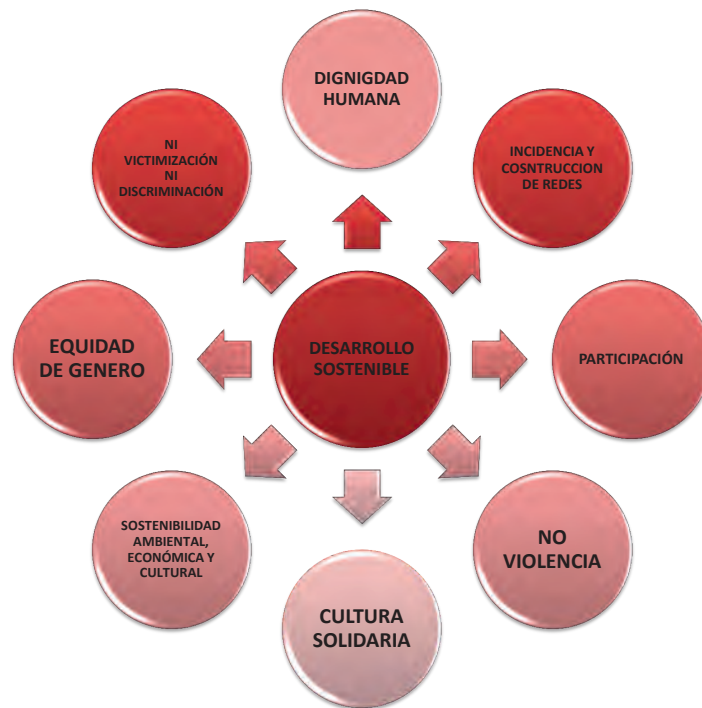 DIGNIGDAD
HUMANA
INCIDENCIA Y
COSNTRUCCION
DE REDES
PARTICIPACIÓN
NO
VIOLENCIA
CULTURA
SOLIDARIA
SOSTENIBILIDAD
AMBIENTAL,
ECONÓMICA Y
CULTURAL
EQUIDAD
DE GENERO
NI
VICTIMIZACIÓN
NI
DISCRIMINACIÓN
DESARROLLO
SOSTENIBLE